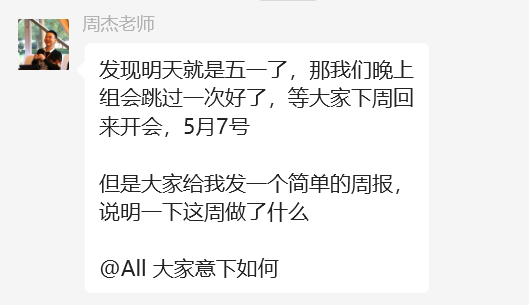 周杰老师
发现明天就是五一了，那我们晚上
组会跳过一次好了，等大家下周回
来开会，5月7号
但是大家给我发一个简单的周报，
说明一下这周做了什么
@All 大家意下如何